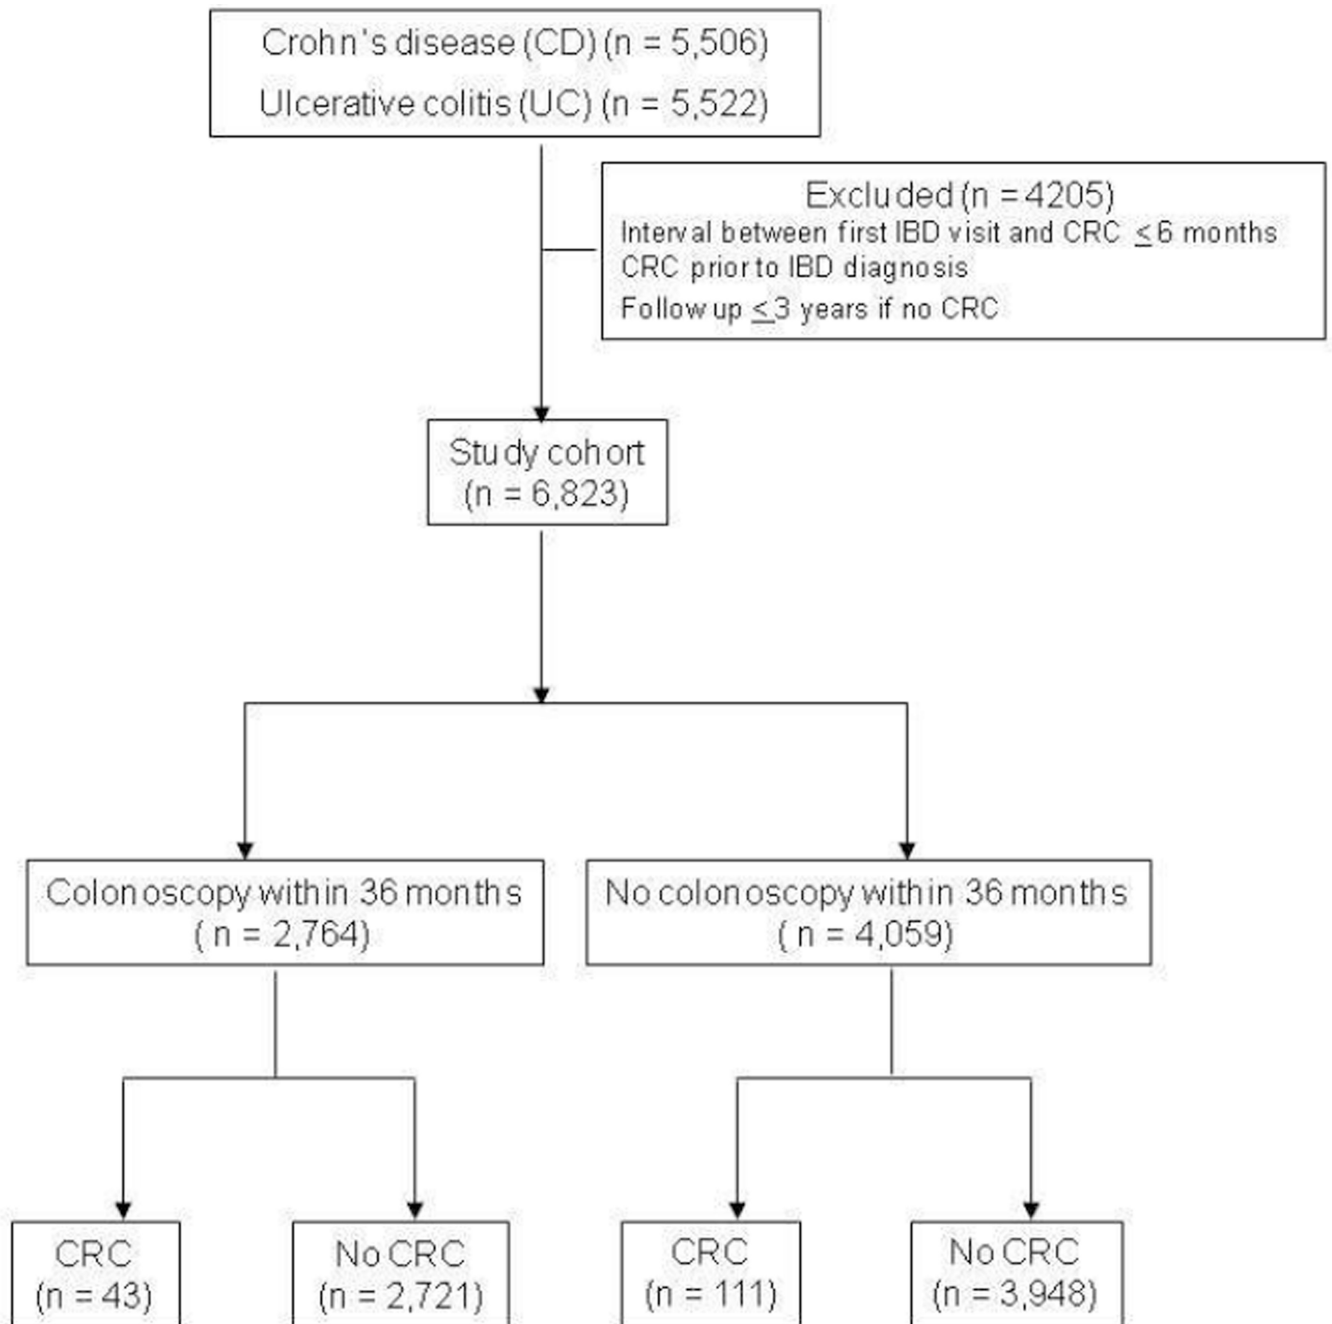 Crohn's disease (CD) (n = 5,506)
Ulcerative colitis (UC) (n = 5,522)
Excluded (n = 4205)
Interval between first IBD visit and CRC ≤ 6 months
CRC prior to IBD diagnosis
Follow up ≤ 3 years if no CRC
Study cohort
(n = 6,823)
Colonoscopy within 36 months
( n = 2,764)
No colonoscopy within 36 months
( n = 4,059)
CRC
(n = 43)
No CRC
(n = 2,721)
CRC
(n = 111)
No CRC
(n = 3,948)